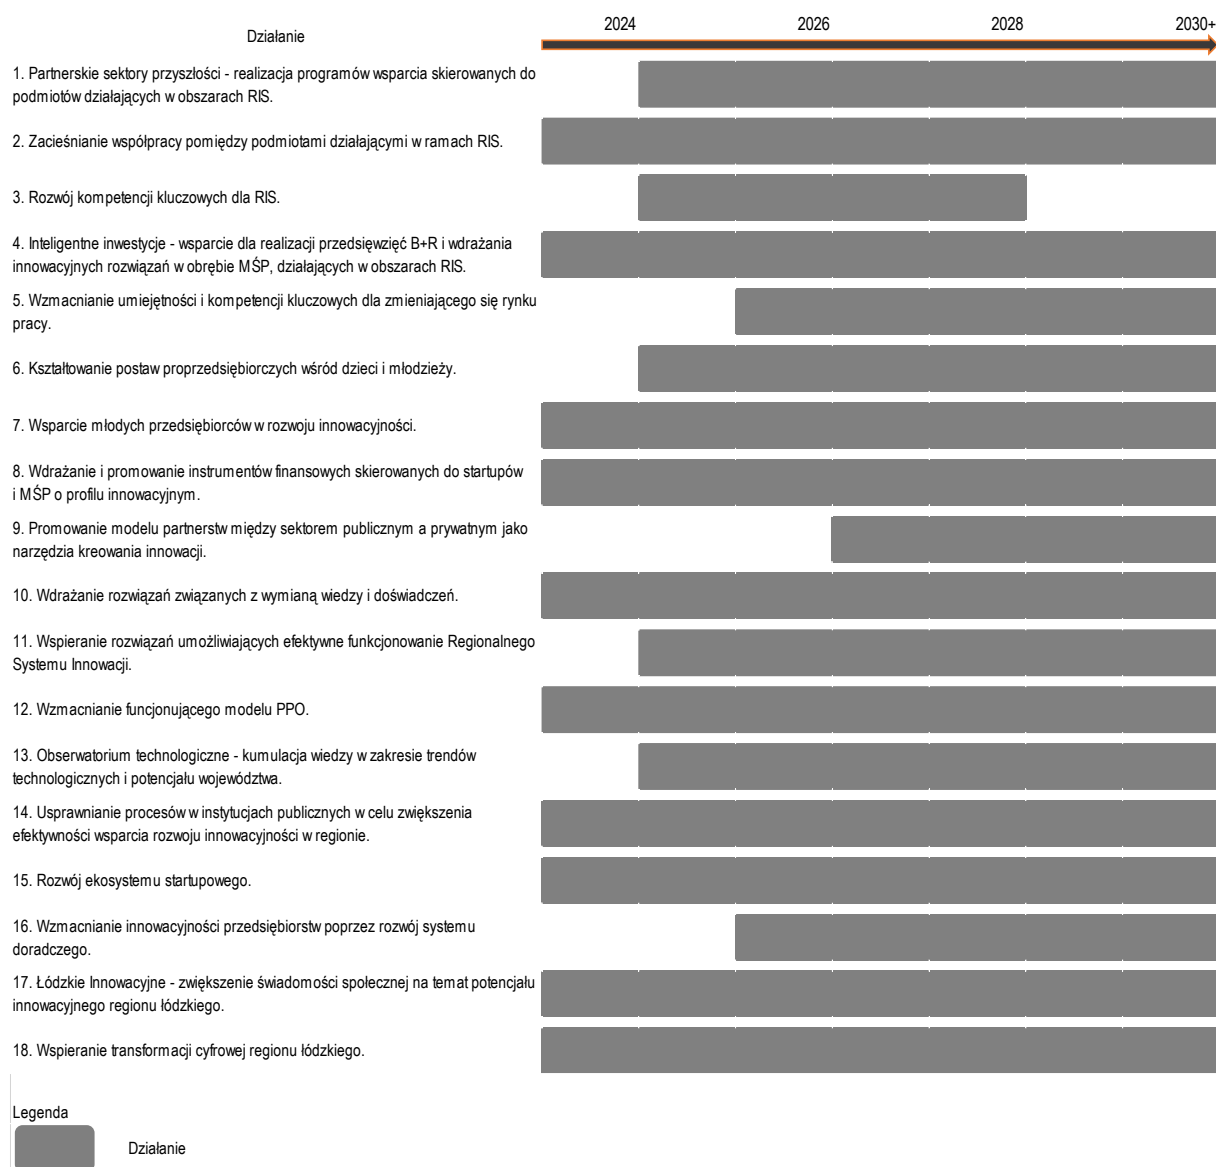 2024 2026 2028 2030+
Działanie
1. Partnerskie sektory przyszłości - realizacja programów wsparcia skierowanych do
podmiotów działających w obszarach RIS.
2. Zacieśnianie współpracy pomiędzy podmiotami działającymi w ramach RIS.
3. Rozwój kompetencji kluczowych dla RIS.
4. Inteligentne inwestycje - wsparcie dla realizacji przedsięwzięć B+R i wdrażania
innowacyjnych rozwiązań w obrębie MŚP, działających w obszarach RIS.
5. Wzmacnianie umiejętności i kompetencji kluczowych dla zmieniającego się rynku
pracy.
6. Kształtowanie postaw proprzedsiębiorczych wśród dzieci i młodzieży.
7. Wsparcie młodych przedsiębiorców w rozwoju innowacyjności.
8. Wdrażanie i promowanie instrumentów finansowych skierowanych do startupów
i MŚP o profilu innowacyjnym.
9. Promowanie modelu partnerstw między sektorem publicznym a prywatnym jako
narzędzia kreowania innowacji.
10. Wdrażanie rozwiązań związanych z wymianą wiedzy i doświadczeń.
11. Wspieranie rozwiązań umożliwiających efektywne funkcjonowanie Regionalnego
Systemu Innowacji.
12. Wzmacnianie funcjonującego modelu PPO.
13. Obserwatorium technologiczne - kumulacja wiedzy w zakresie trendów
technologicznych i potencjału województwa.
14. Usprawnianie procesów w instytucjach publicznych w celu zwiększenia
efektywności wsparcia rozwoju innowacyjności w regionie.
15. Rozwój ekosystemu startupowego.
16. Wzmacnianie innowacyjności przedsiębiorstw poprzez rozwój systemu
doradczego.
17. Łódzkie Innowacyjne - zwiększenie świadomości społecznej na temat potencjału
innowacyjnego regionu łódzkiego.
18. Wspieranie transformacji cyfrowej regionu łódzkiego.
Legenda
Działanie